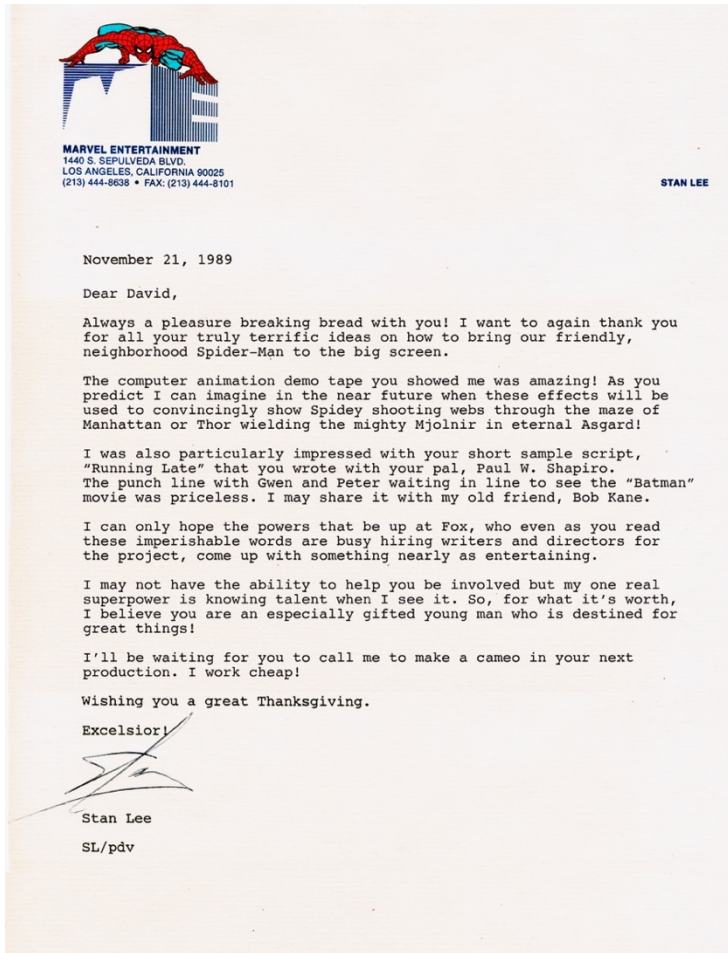 MARVEL ENTERTAINMENT
1440 S. SEPULVEDA BLVD.
LOS ANGELES, CALIFORNIA 90025
(213) 444-8638 • FAX: (213) 444-8101
STAN LEE
November 21, 1989
Dear David,
Always a pleasure breaking bread with you! I want to again thank you
for all your truly terrific ideas on how to bring our friendly,
neighborhood Spider-Man to the big screen.
The computer animation demo tape you showed me was amazing! As you
predict I can imagine in the near future when these effects will be
used to convincingly show Spidey shooting webs through the maze of
Manhattan or Thor wielding the mighty Mjolnir in eternal Asgard!
I was also particularly impressed with your short sample script,
“Running Late” that you wrote with your pal, Paul W. Shapiro.
The punch line with Gwen and Peter waiting in line to see the “Batman”
movie was priceless. I may share it with my old friend, Bob Kane.
I can only hope the powers that be up at Fox, who even as you read
these imperishable words are busy hiring writers and directors for
the project, come up with something nearly as entertaining.
I may not have the ability to help you be involved but my one real
superpower is knowing talent when I see it. So, for what it’s worth,
I believe you are an especially gifted young man who is destined for
great things!
I’ll be waiting for you to call me to make a cameo in your next
production. I work cheap!
Wishing you a great Thanksgiving.
Excelsior!
Stan
Stan Lee
SL/pdv